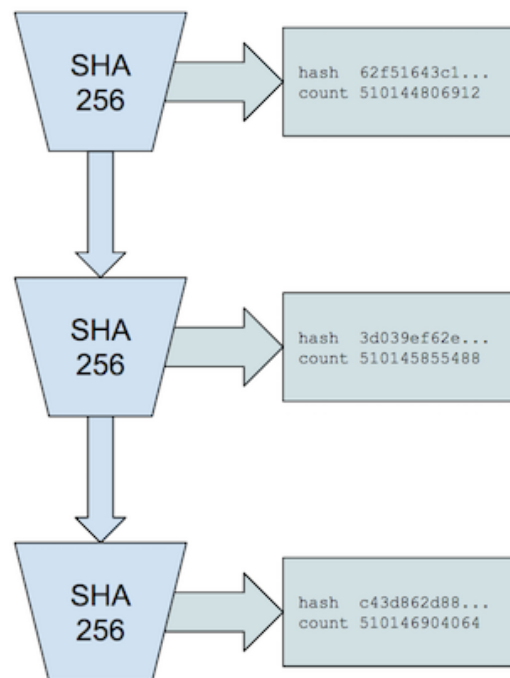 SHA
256
hash 62f51643c1...
count 510144806912
SHA
256
hash 3d039ef62e...
count 510145855488
SHA
256
hash c43d862d88...
count 510146904064